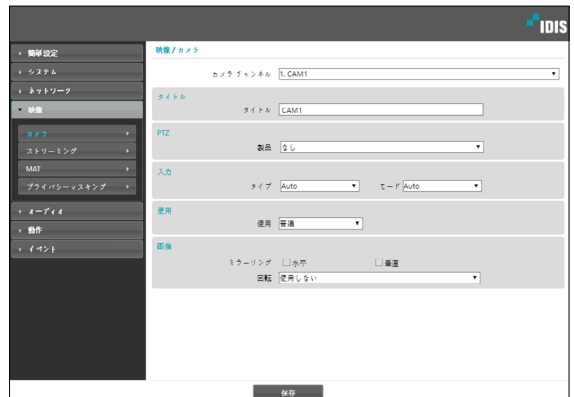 IDIS
簡単設定
システム
ネットワーク
映像
カメラ
ストリーミング
MAT
プライバシーマスキング
オーディオ
動作
イベント
映像 / カメラ
カメラ チャンネル 1. CAM1
タイトル
タイトル CAM1
PTZ
製品 なし
入力
タイプ Auto モード Auto
使用
使用 普通
画像
ミラーリング 水平 垂直
回転 使用しない
保存